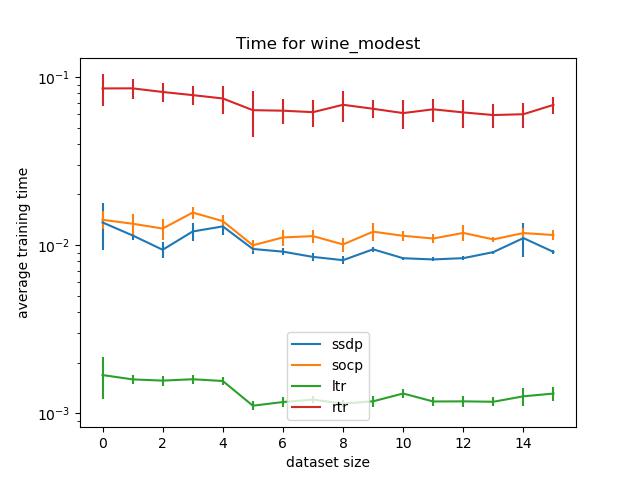 Time for wine_modest
average training time
10⁻¹
10⁻²
10⁻³
ssdp
socp
ltr
rtr
0 2 4 6 8 10 12 14
dataset size